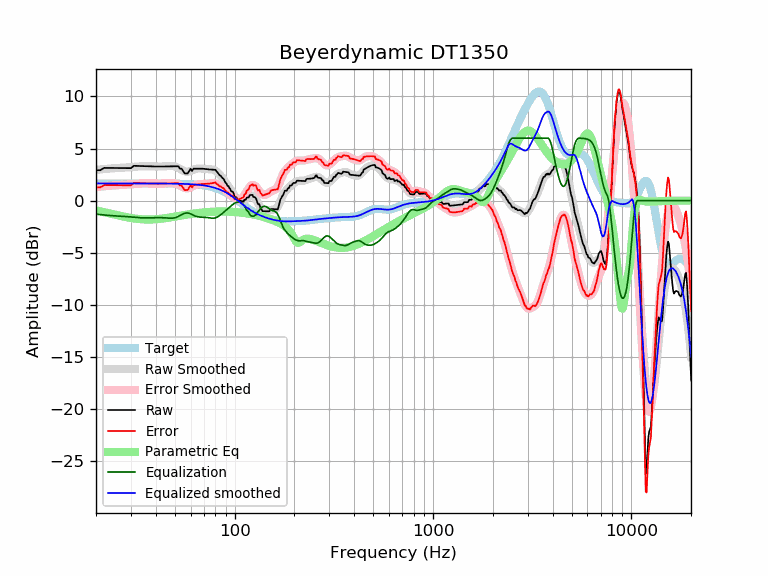 Beyerdynamic DT1350
Amplitude (dBr)
10
5
0
−5
−10
−15
−20
−25
Target
Raw Smoothed
Error Smoothed
Raw
Error
Parametric Eq
Equalization
Equalized smoothed
100
1000
10000
Frequency (Hz)